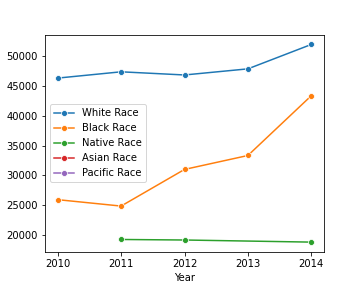 50000
45000
40000
35000
30000
25000
20000
White Race
Black Race
Native Race
Asian Race
Pacific Race
2010 2011 2012 2013 2014
Year